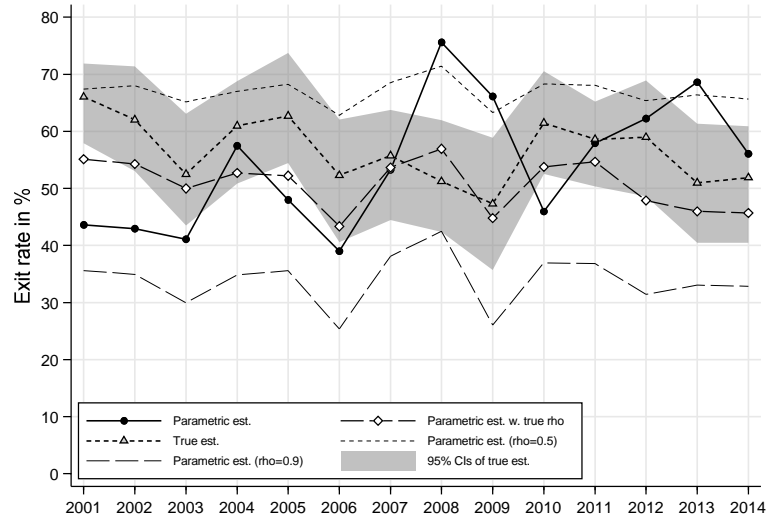 Exit rate in %
80
70
60
50
40
30
20
10
0
Parametric est.
Parametric est. w. true rho
True est.
Parametric est. (rho=0.5)
Parametric est. (rho=0.9)
95% CIs of true est.
2001 2002 2003 2004 2005 2006 2007 2008 2009 2010 2011 2012 2013 2014